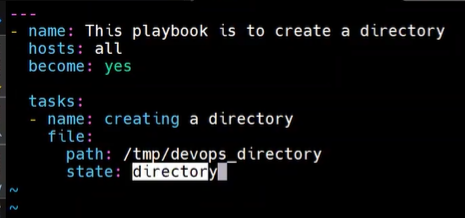 ---
- name: This playbook is to create a directory
  hosts: all
  become: yes

  tasks:
  - name: creating a directory
    file:
      path: /tmp/devops_directory
      state: directory
~
~